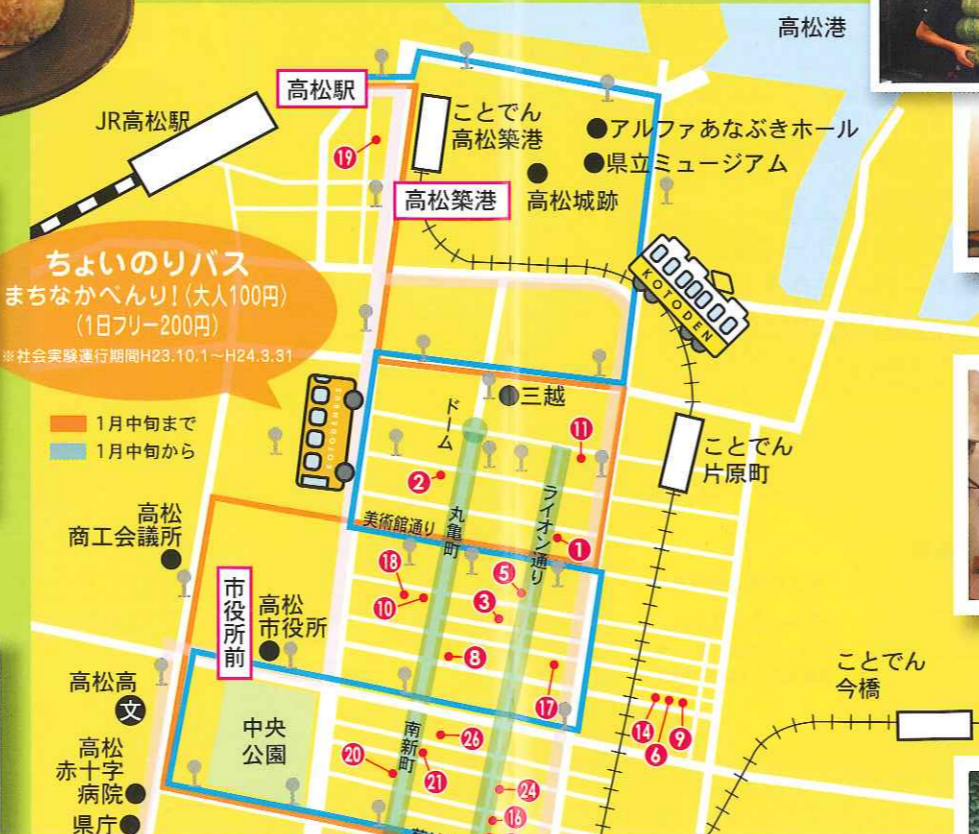 高松港
高松駅
JR高松駅
ことでん
高松築港
アルファあなぶきホール
県立ミュージアム
19
高松築港
高松城跡
ちょいのりバス
まちなかべんり!(大人100円)
(1日フリー200円)
※社会実験運行期間H23.10.1〜H24.3.31
KOTODEN
1月中旬まで
1月中旬から
三越
ドーム
11
ことでん
片原町
2
ライオン通り
丸亀町
美術館通り
1
高松
商工会議所
18
10
5
3
市役所前
高松
市役所
8
17
14
6
9
ことでん
今橋
高松高
文
中央
公園
南新町
26
20
21
24
16
高松
赤十字
病院
県庁